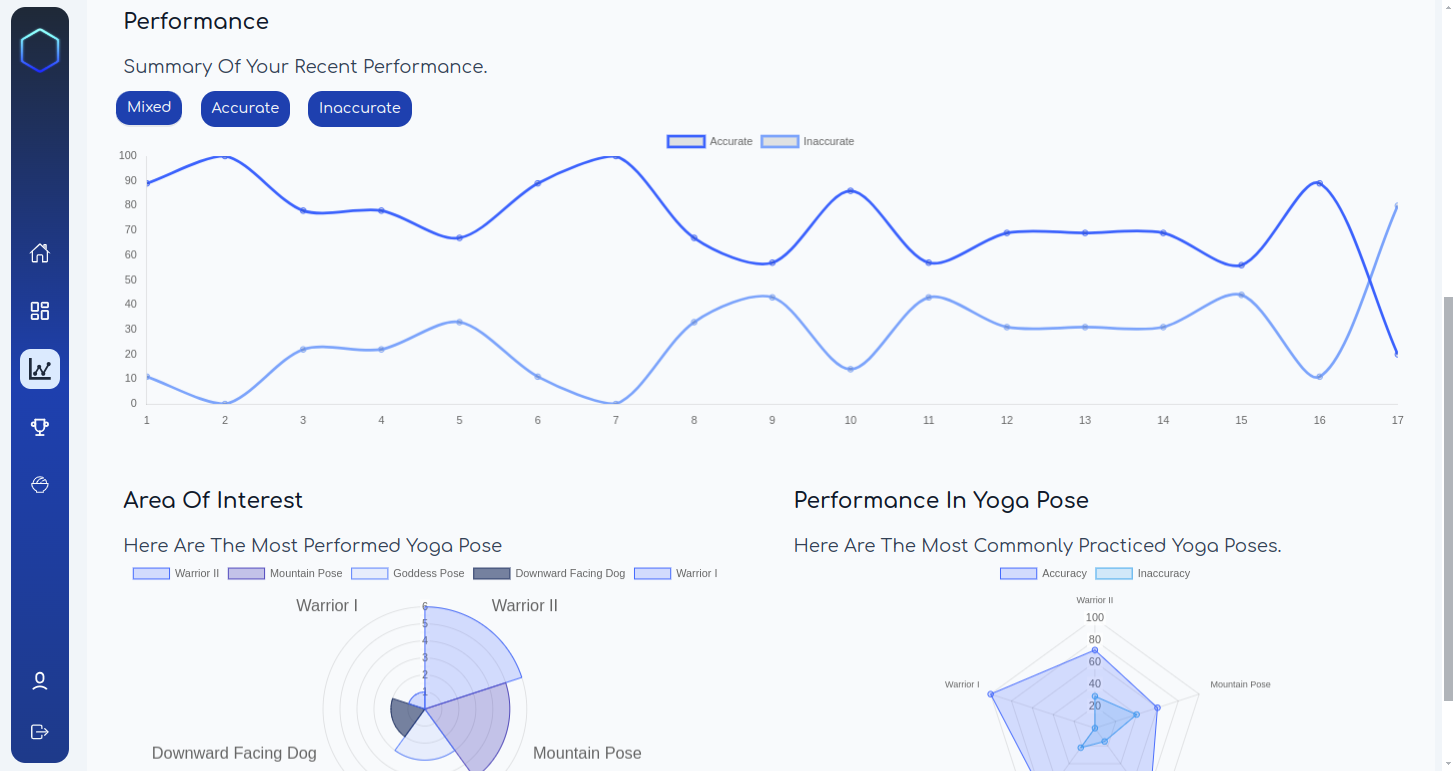 Performance
Summary Of Your Recent Performance.
Mixed Accurate Inaccurate
Accurate Inaccurate
100
90
80
70
60
50
40
30
20
10
0
1 2 3 4 5 6 7 8 9 10 11 12 13 14 15 16 17
Area Of Interest
Here Are The Most Performed Yoga Pose
Warrior II Mountain Pose Goddess Pose Downward Facing Dog Warrior I
Warrior I Warrior II
6
5
4
3
2
1
Downward Facing Dog Mountain Pose
Performance In Yoga Pose
Here Are The Most Commonly Practiced Yoga Poses.
Accuracy Inaccuracy
Warrior II
100
80
60
40
20
Warrior I Mountain Pose